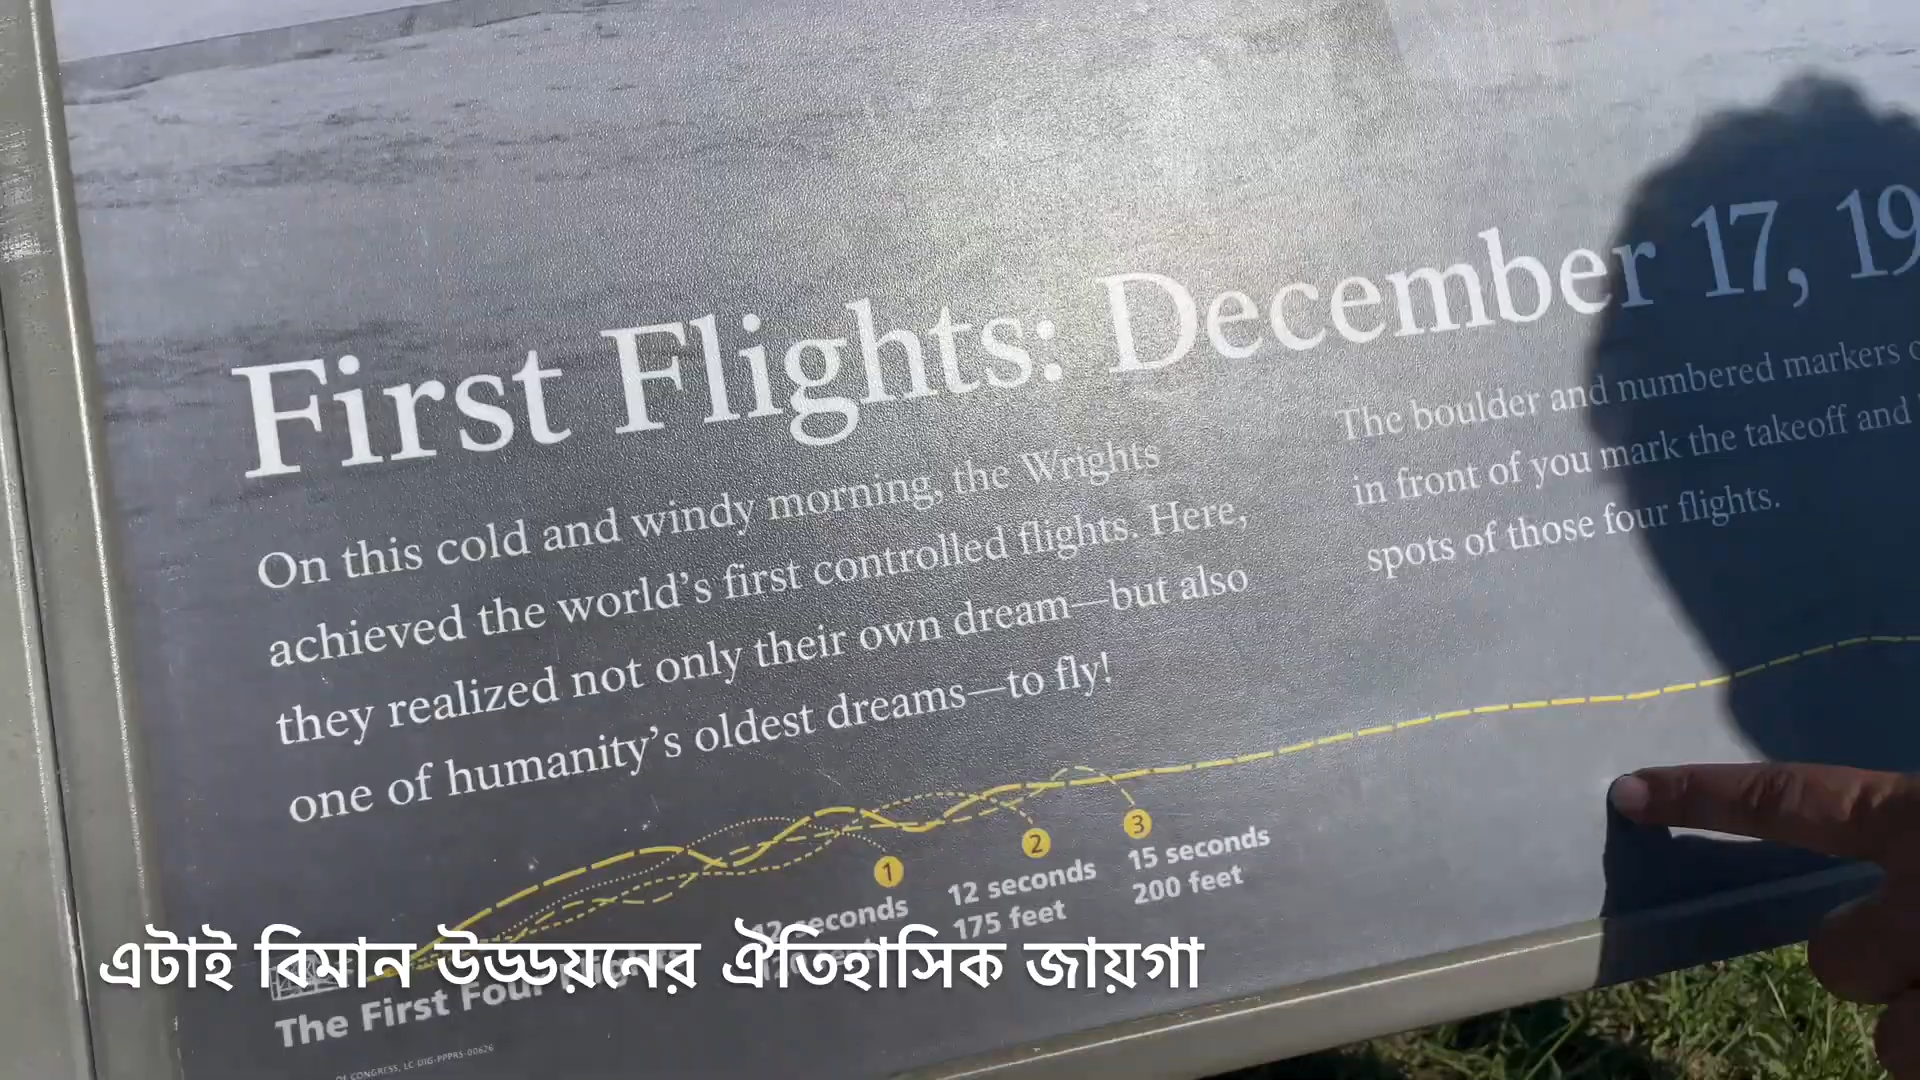 First Flights: December 17, 19
On this cold and windy morning, the Wrights
achieved the world's first controlled flights. Here,
they realized not only their own dream—but also
one of humanity's oldest dreams—to fly!
The boulder and numbered markers
in front of you mark the takeoff and
spots of those four flights.
1
12 seconds
2
12 seconds
175 feet
3
15 seconds
200 feet
The First Four Flights
এটাই বিমান উড্ডয়নের ঐতিহাসিক জায়গা
OF CONGRESS, LC-DIG-PPPRS-00626